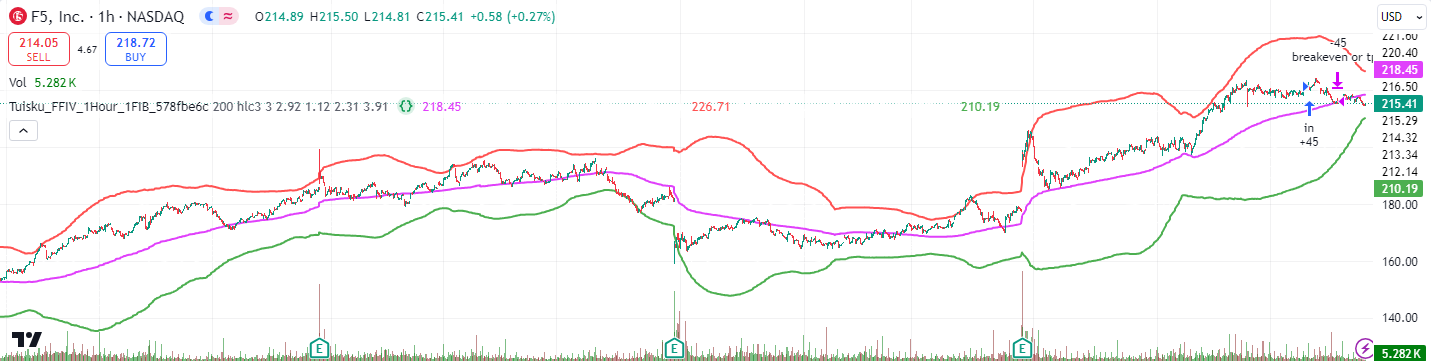 F5, Inc. · 1h · NASDAQ O214.89 H215.50 L214.81 C215.41 +0.58 (+0.27%)
USD
214.05 SELL 4.67 218.72 BUY
Vol 5.282 K
Tuisku_FFIV_1Hour_1FIB_578fbe6c 200 hlc3 3 2.92 1.12 2.31 3.91 218.45 226.71 210.19
-45
breakeven or
in
+45
221.60
220.40
218.45
216.50
215.41
215.29
214.32
213.34
212.14
210.19
180.00
160.00
140.00
5.282 K
E
E
E